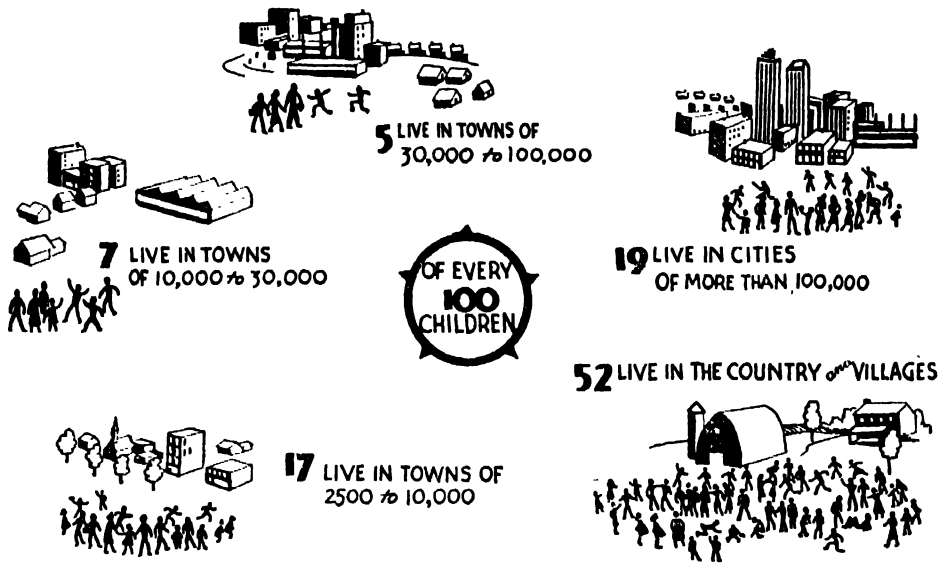 5 LIVE IN TOWNS OF
30,000 to 100,000
7 LIVE IN TOWNS
OF 10,000 to 30,000
OF EVERY
100
CHILDREN
19 LIVE IN CITIES
OF MORE THAN 100,000
52 LIVE IN THE COUNTRY and VILLAGES
17 LIVE IN TOWNS OF
2500 to 10,000